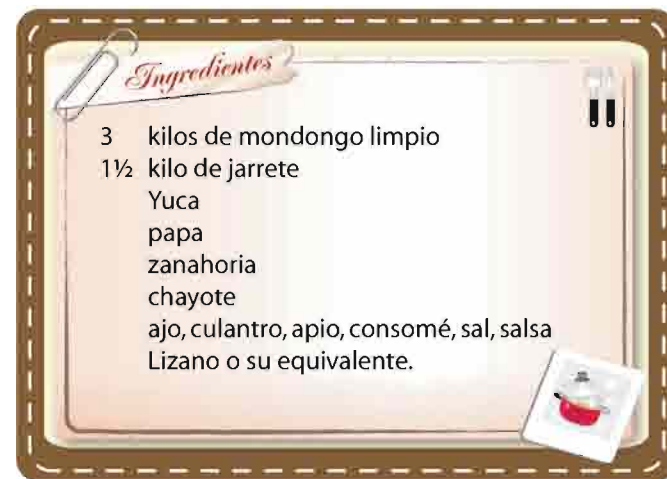 Ingredientes
3 kilos de mondongo limpio
1½ kilo de jarrete
Yuca
papa
zanahoria
chayote
ajo, culantro, apio, consomé, sal, salsa
Lizano o su equivalente.